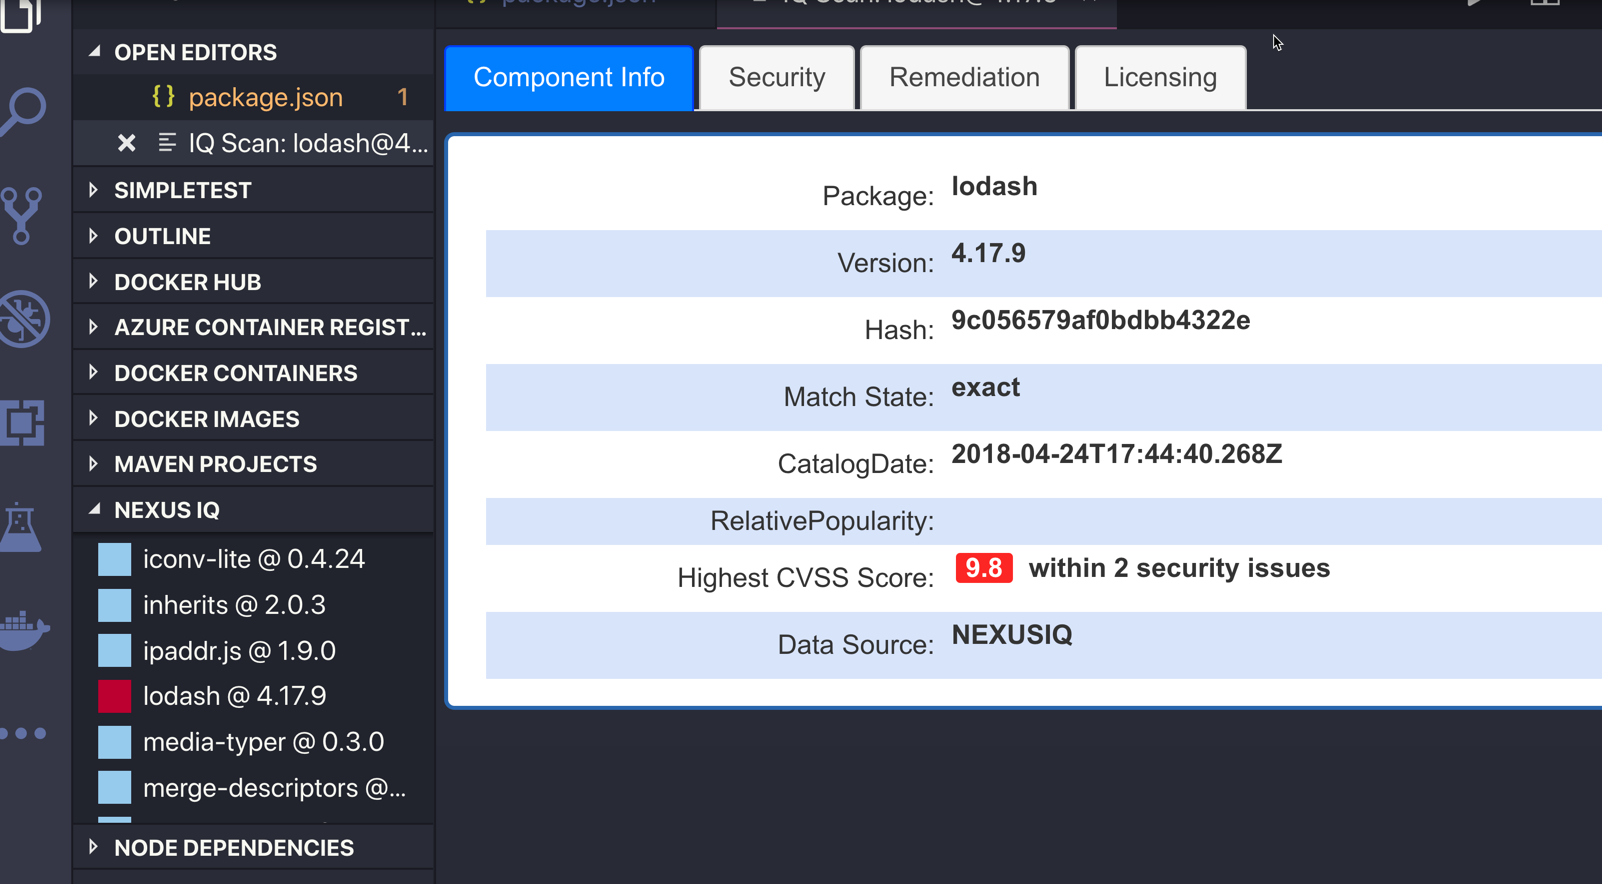 OPEN EDITORS
{} package.json 1
IQ Scan: lodash@4...
SIMPLETEST
OUTLINE
DOCKER HUB
AZURE CONTAINER REGIST...
DOCKER CONTAINERS
DOCKER IMAGES
MAVEN PROJECTS
NEXUS IQ
iconv-lite @ 0.4.24
inherits @ 2.0.3
ipaddr.js @ 1.9.0
lodash @ 4.17.9
media-typer @ 0.3.0
merge-descriptors @...
NODE DEPENDENCIES
package.json
Component Info
Security
Remediation
Licensing
Package: lodash
Version: 4.17.9
Hash: 9c056579af0bdbb4322e
Match State: exact
CatalogDate: 2018-04-24T17:44:40.268Z
RelativePopularity:
Highest CVSS Score: 9.8 within 2 security issues
Data Source: NEXUSIQ